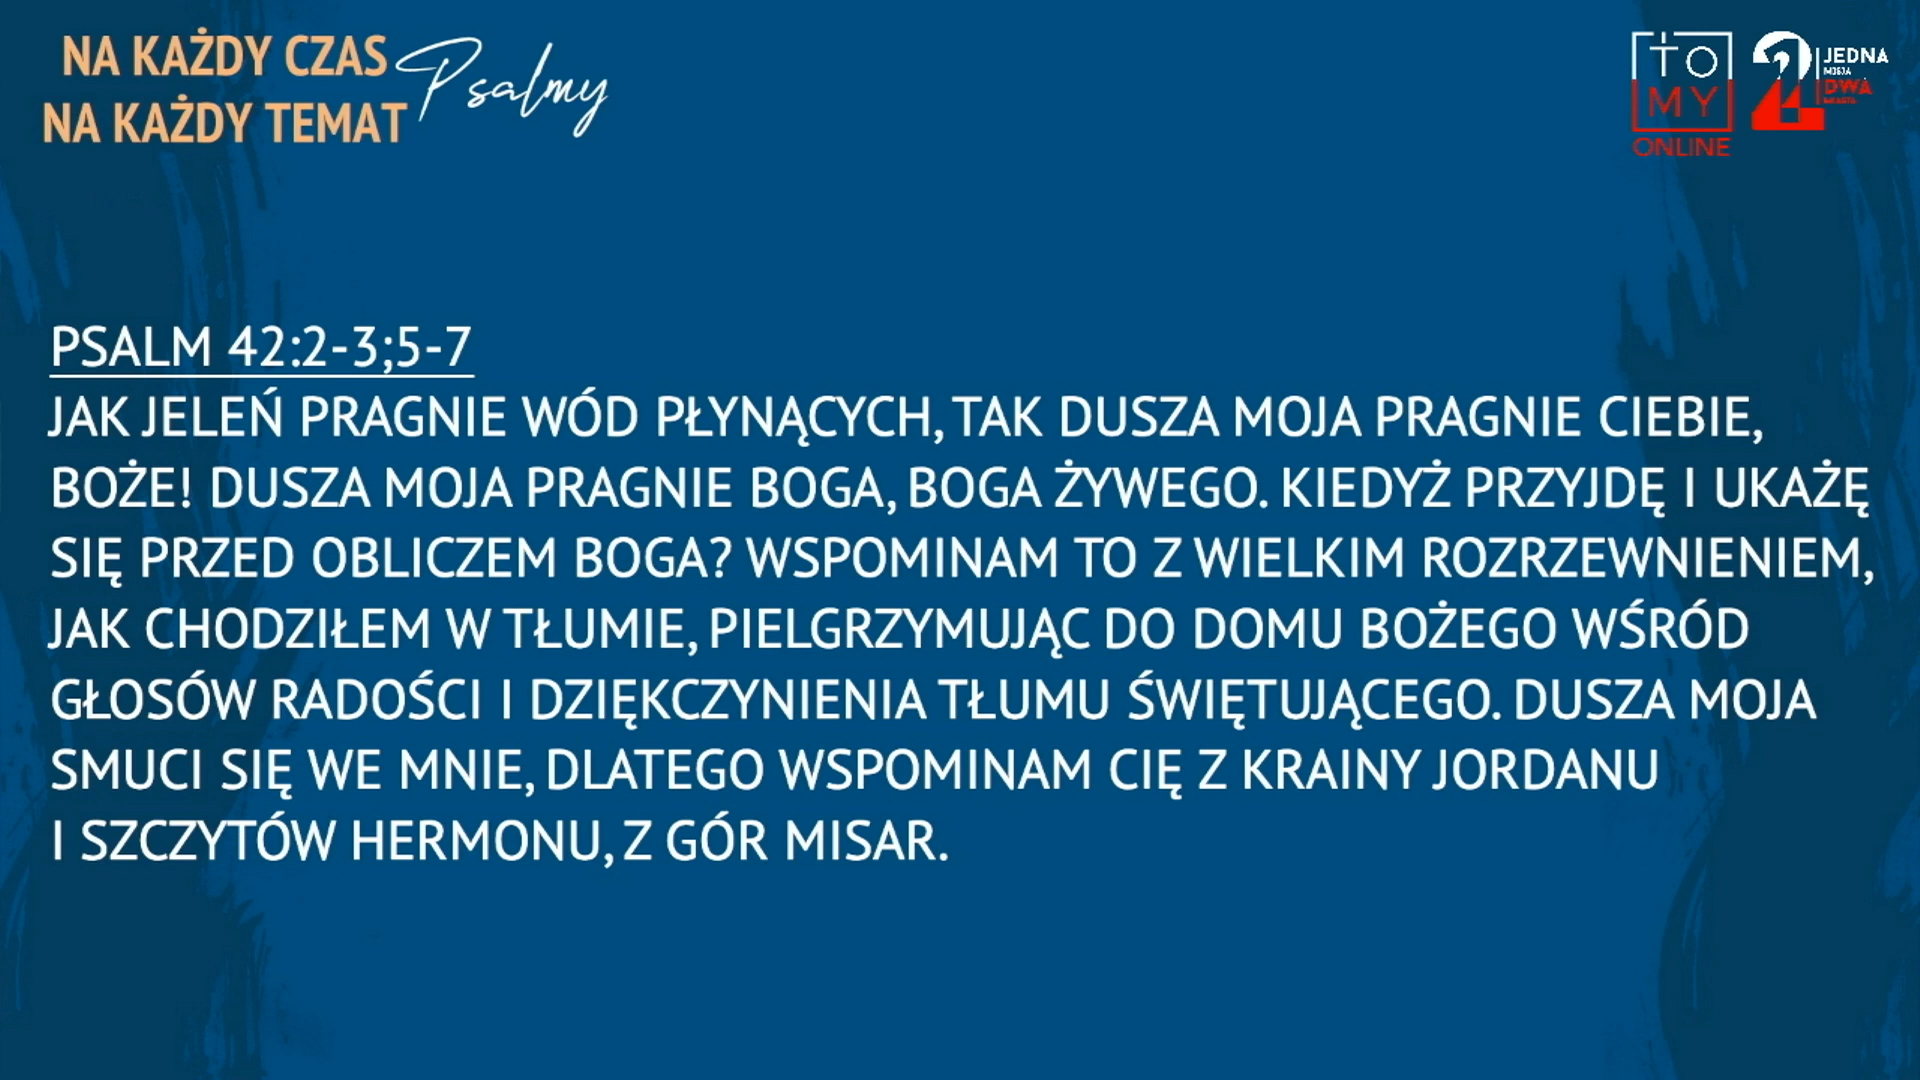 NA KAŻDY CZAS
NA KAŻDY TEMAT
Psalmy
TO
MY
ONLINE
2
JEDNA
MISJA
DWA
MIASTA
PSALM 42:2-3;5-7
JAK JELEŃ PRAGNIE WÓD PŁYNĄCYCH, TAK DUSZA MOJA PRAGNIE CIEBIE,
BOŻE! DUSZA MOJA PRAGNIE BOGA, BOGA ŻYWEGO. KIEDYŻ PRZYJDĘ I UKAŻĘ
SIĘ PRZED OBLICZEM BOGA? WSPOMINAM TO Z WIELKIM ROZRZEWNIENIEM,
JAK CHODZIŁEM W TŁUMIE, PIELGRZYMUJĄC DO DOMU BOŻEGO WŚRÓD
GŁOSÓW RADOŚCI I DZIĘKCZYNIENIA TŁUMU ŚWIĘTUJĄCEGO. DUSZA MOJA
SMUCI SIĘ WE MNIE, DLATEGO WSPOMINAM CIĘ Z KRAINY JORDANU
I SZCZYTÓW HERMONU, Z GÓR MISAR.